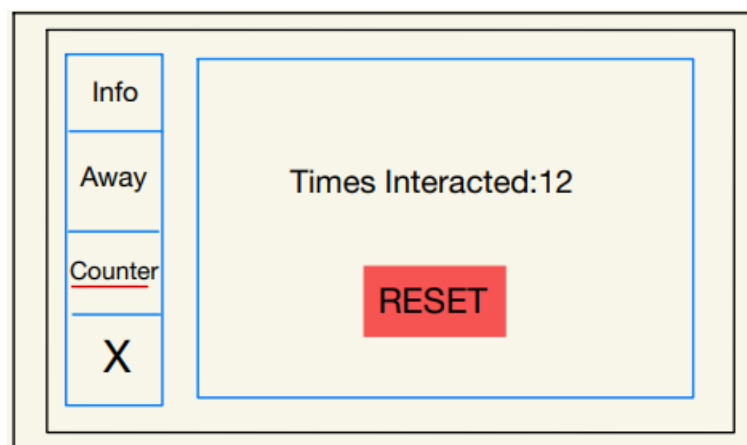 Info
Away
Counter
X
Times Interacted:12
RESET